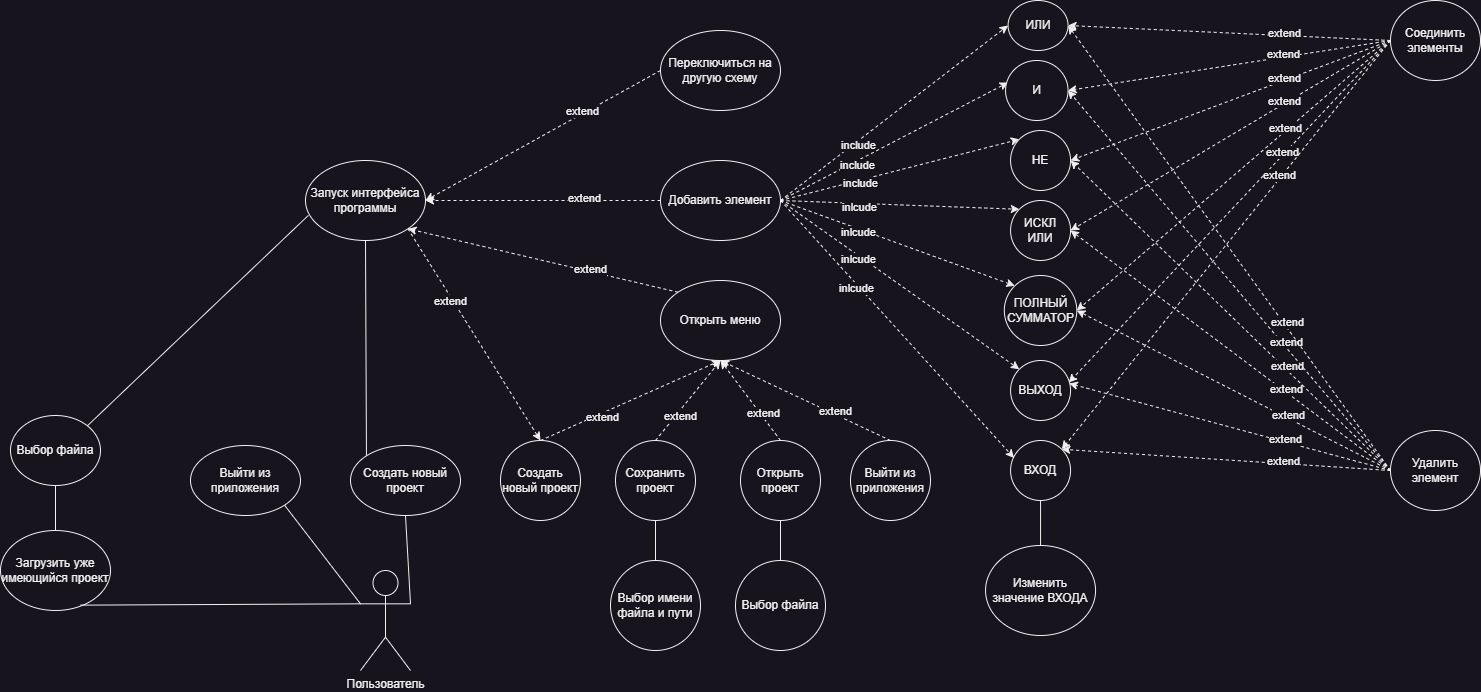 ИЛИ
extend
Соединить
элементы
extend
Переключиться на
другую схему
extend
И
extend
extend
extend
extend
include
НЕ
include
extend
include
Запуск интерфейса
программы
extend
Добавить элемент
inlcude
ИСКЛ
ИЛИ
inlcude
inlcude
extend
inlcude
extend
ПОЛНЫЙ
СУММАТОР
Открыть меню
extend
extend
extend
extend
ВЫХОД
extend
extend
extend
extend
extend
extend
extend
Выбор файла
Выйти из
приложения
Создать новый
проект
Создать
новый проект
Сохранить
проект
Открыть
проект
Выйти из
приложения
ВХОД
extend
Удалить
элемент
Загрузить уже
имеющийся проект
Выбор имени
файла и пути
Выбор файла
Изменить
значение ВХОДА
Пользователь